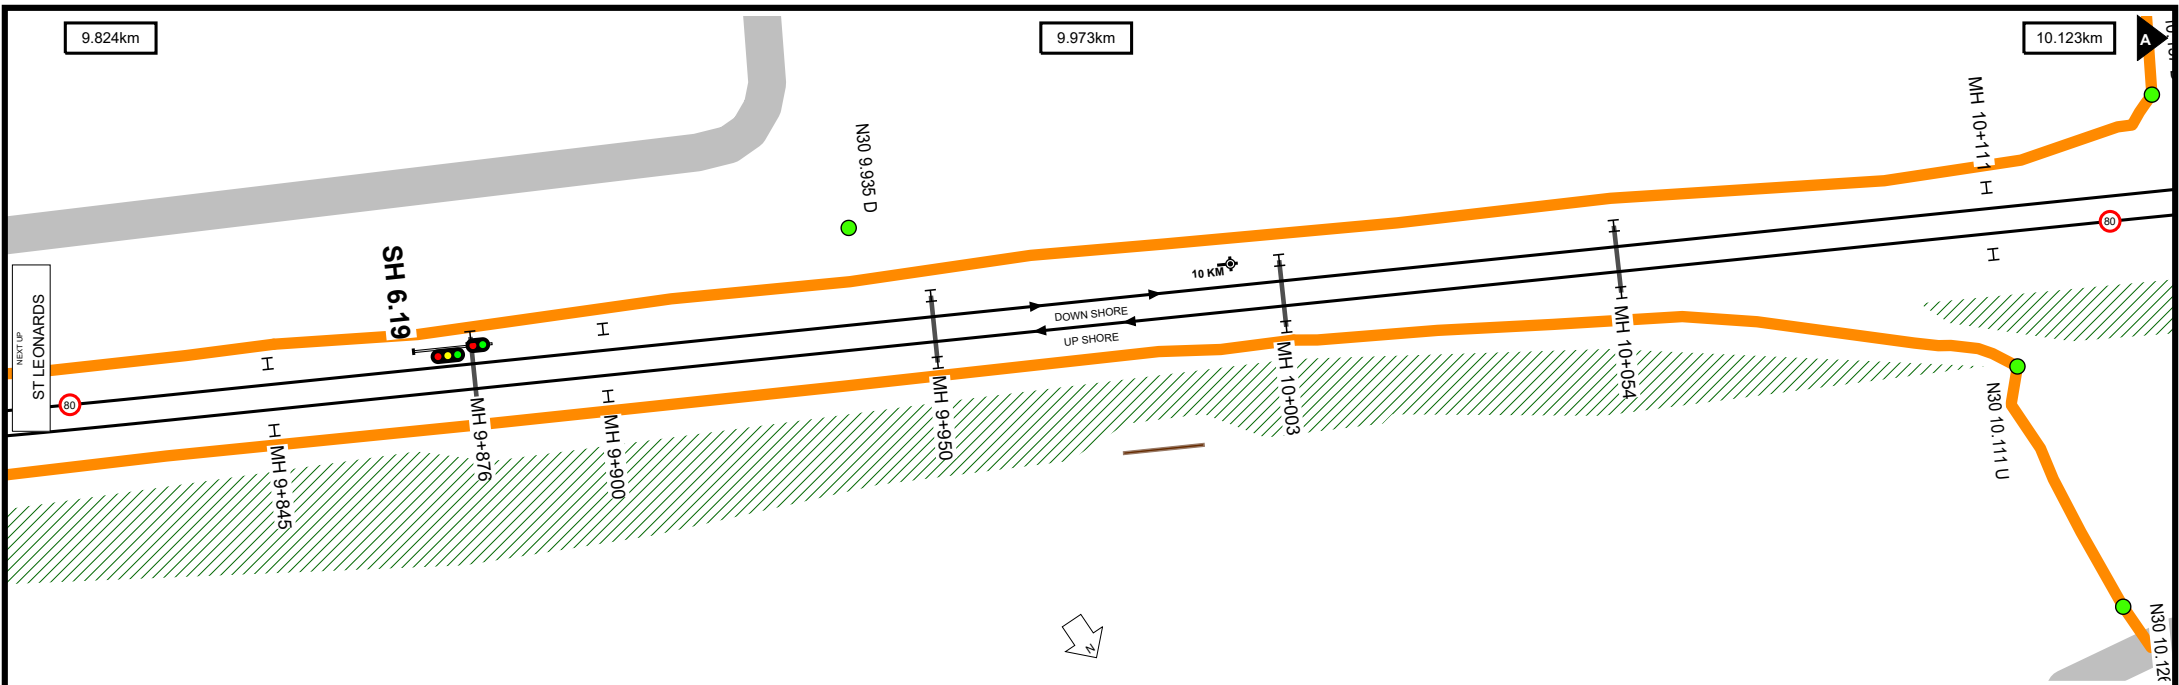 9.824km
9.973km
10.123km
A
MH 10+111
N30 9.935 D
80
SH 6.19
NEXT UP
ST LEONARDS
10 KM
DOWN SHORE
UP SHORE
80
MH 9+845
MH 9+876
MH 9+900
MH 9+950
MH 10+003
MH 10+054
N30 10.111 U
N
N30 10.126